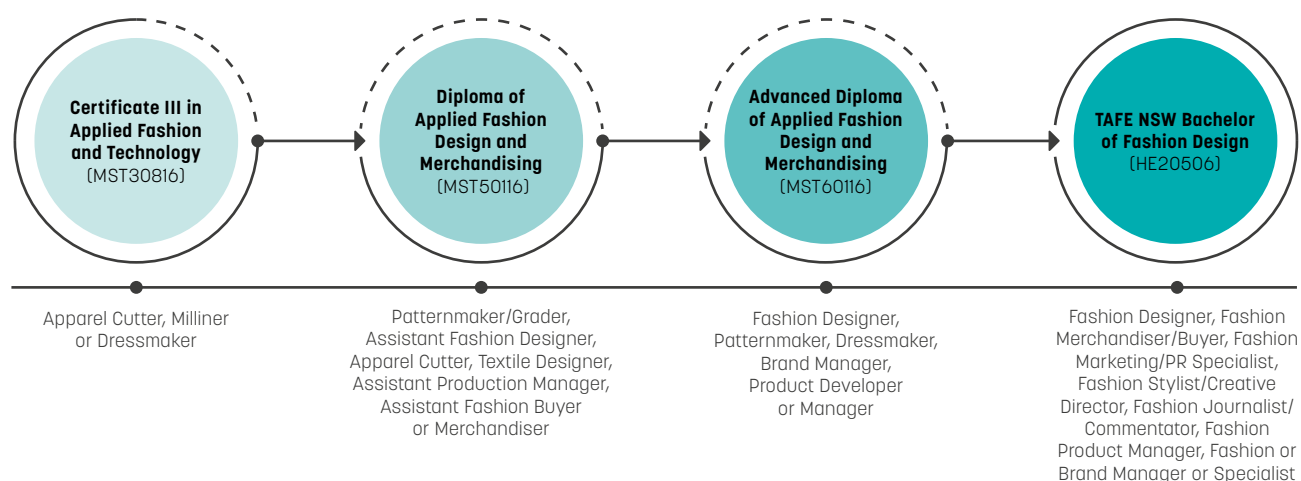 Certificate III in
Applied Fashion
and Technology
(MST30816)
Diploma of
Applied Fashion
Design and
Merchandising
(MST50116)
Advanced Diploma
of Applied Fashion
Design and
Merchandising
(MST60116)
TAFE NSW Bachelor
of Fashion Design
(HE20506)
Apparel Cutter, Milliner
or Dressmaker
Patternmaker/Grader,
Assistant Fashion Designer,
Apparel Cutter, Textile Designer,
Assistant Production Manager,
Assistant Fashion Buyer
or Merchandiser
Fashion Designer,
Patternmaker, Dressmaker,
Brand Manager,
Product Developer
or Manager
Fashion Designer, Fashion
Merchandiser/Buyer, Fashion
Marketing/PR Specialist,
Fashion Stylist/Creative
Director, Fashion Journalist/
Commentator, Fashion
Product Manager, Fashion or
Brand Manager or Specialist